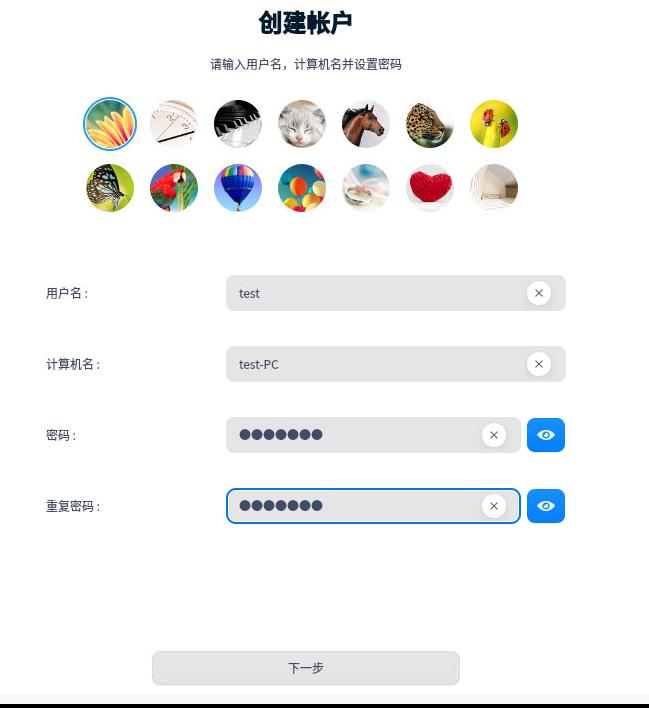 创建帐户
请输入用户名，计算机名并设置密码
用户名 :
test
计算机名 :
test-PC
密码 :
●●●●●●●
重复密码 :
●●●●●●●
下一步